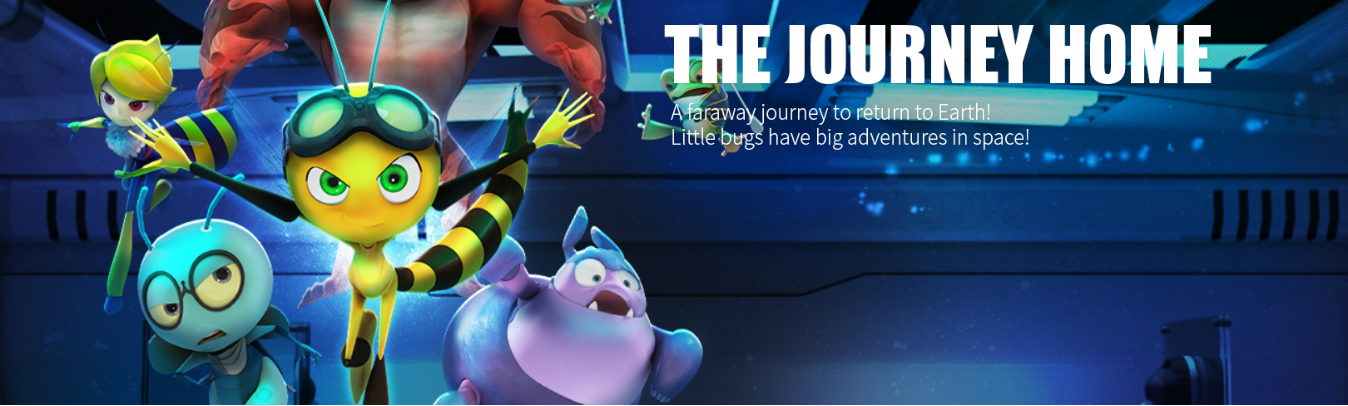 THE JOURNEY HOME
A faraway journey to return to Earth!
Little bugs have big adventures in space!